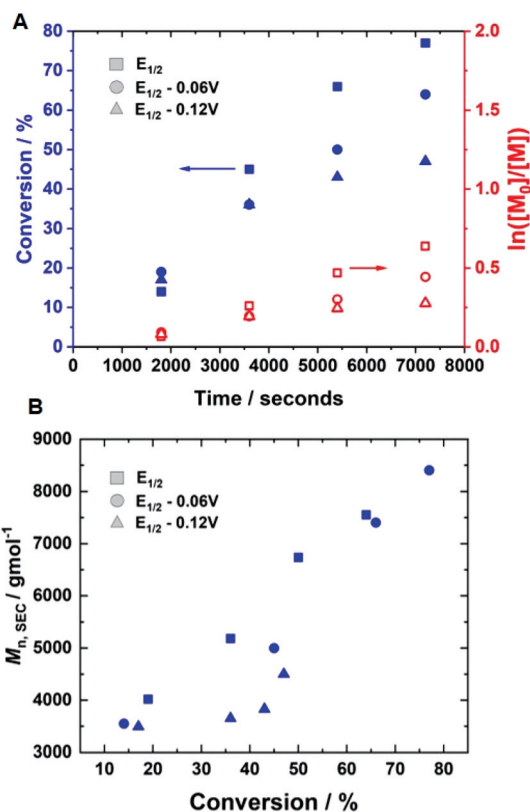 A
80
70
60
50
40
30
20
10
0
Conversion / %
E1/2
E1/2 - 0.06V
E1/2 - 0.12V
2.0
1.5
1.0
0.5
0.0
ln([M0]/[M])
0 1000 2000 3000 4000 5000 6000 7000 8000
Time / seconds
B
9000
8000
7000
6000
5000
4000
3000
Mn, SEC / gmol-1
E1/2
E1/2 - 0.06V
E1/2 - 0.12V
10 20 30 40 50 60 70 80
Conversion / %